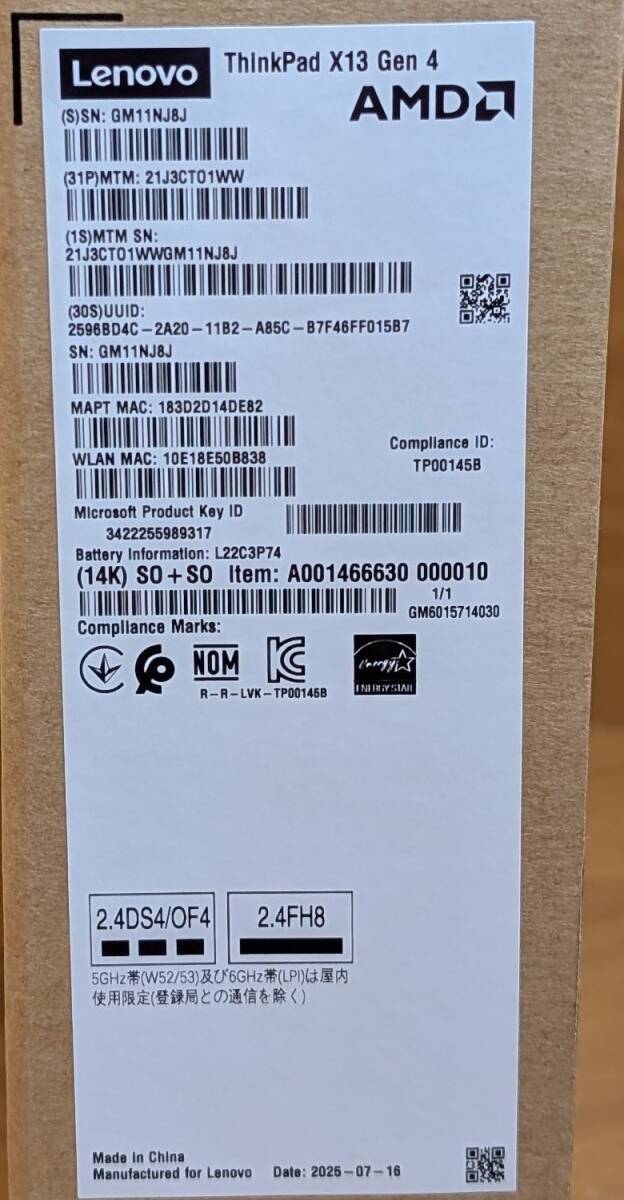 Lenovo
ThinkPad X13 Gen 4
AMD
(S)SN: GM11NJ8J
(31P)MTM: 21J3CTO1WW
(1S)MTM SN:
21J3CTO1WWGM11NJ8J
(30S)UUID:
2596BD4C-2A20-11B2-A85C-B7F46FF015B7
SN: GM11NJ8J
MAPT MAC: 183D2D14DE82
WLAN MAC: 10E18E50B838
Compliance ID:
TP00145B
Microsoft Product Key ID
3422255989317
Battery Information: L22C3P74
(14K) SO+SO Item: A001466630 000010
1/1
GM6015714030
Compliance Marks:
NOM
R-R-LVK-TP00145B
energy
ENERGY STAR
2.4DS4/OF4
2.4FH8
5GHz帯(W52/53)及び6GHz帯(LPI)は屋内
使用限定(登録局との通信を除く)
Made in China
Manufactured for Lenovo Date: 2025-07-16